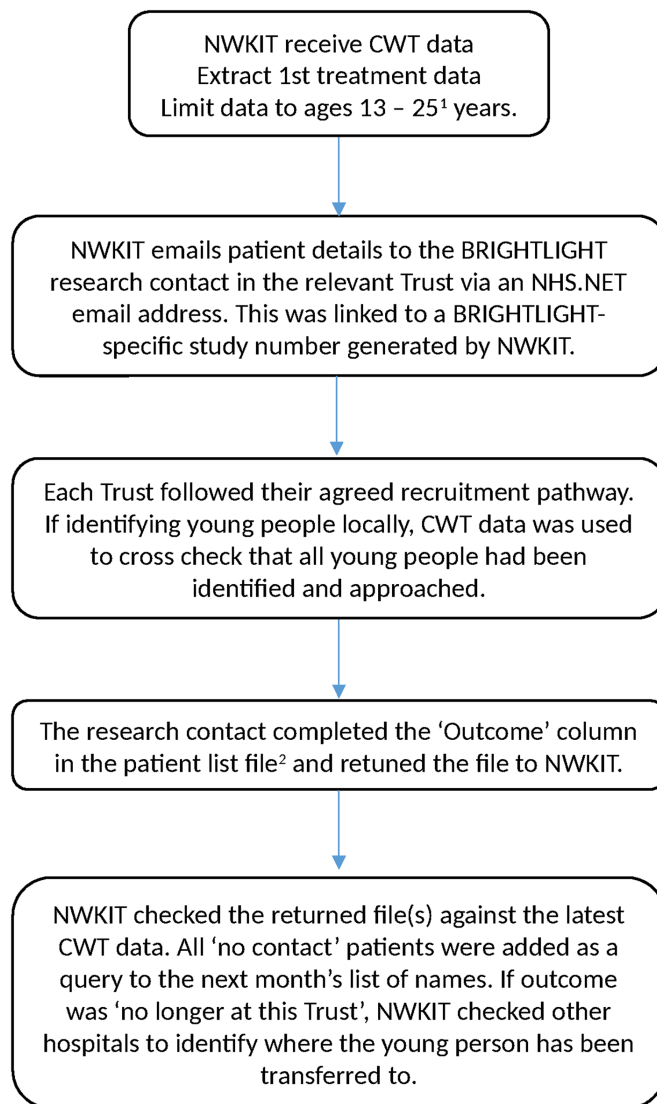 NWKIT receive CWT data
Extract 1st treatment data
Limit data to ages 13 – 25¹ years.
NWKIT emails patient details to the BRIGHTLIGHT
research contact in the relevant Trust via an NHS.NET
email address. This was linked to a BRIGHTLIGHT-
specific study number generated by NWKIT.
Each Trust followed their agreed recruitment pathway.
If identifying young people locally, CWT data was used
to cross check that all young people had been
identified and approached.
The research contact completed the ‘Outcome’ column
in the patient list file² and retuned the file to NWKIT.
NWKIT checked the returned file(s) against the latest
CWT data. All ‘no contact’ patients were added as a
query to the next month’s list of names. If outcome
was ‘no longer at this Trust’, NWKIT checked other
hospitals to identify where the young person has been
transferred to.